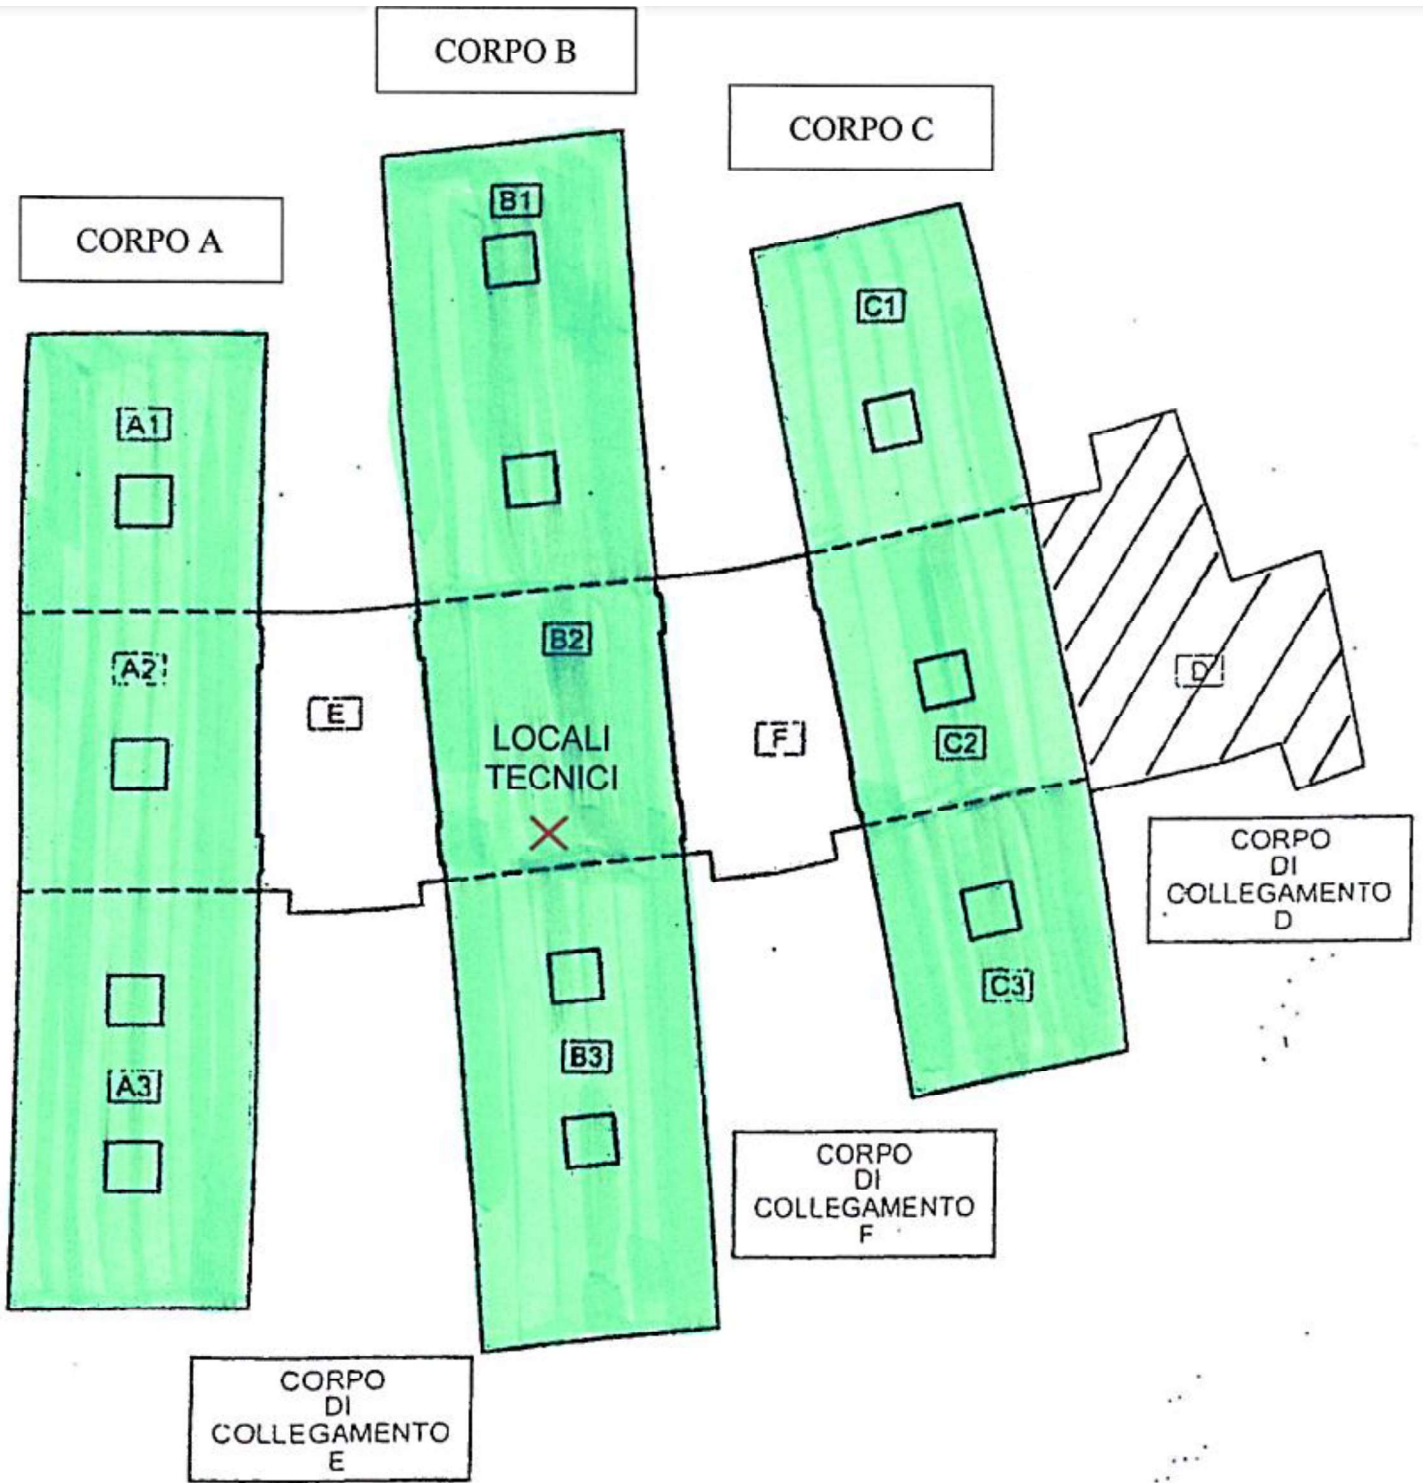 CORPO B
CORPO C
CORPO A
B1
C1
A1
B2
A2
E
F
D
LOCALI
TECNICI
C2
CORPO
DI
COLLEGAMENTO
D
C3
B3
A3
CORPO
DI
COLLEGAMENTO
F
CORPO
DI
COLLEGAMENTO
E